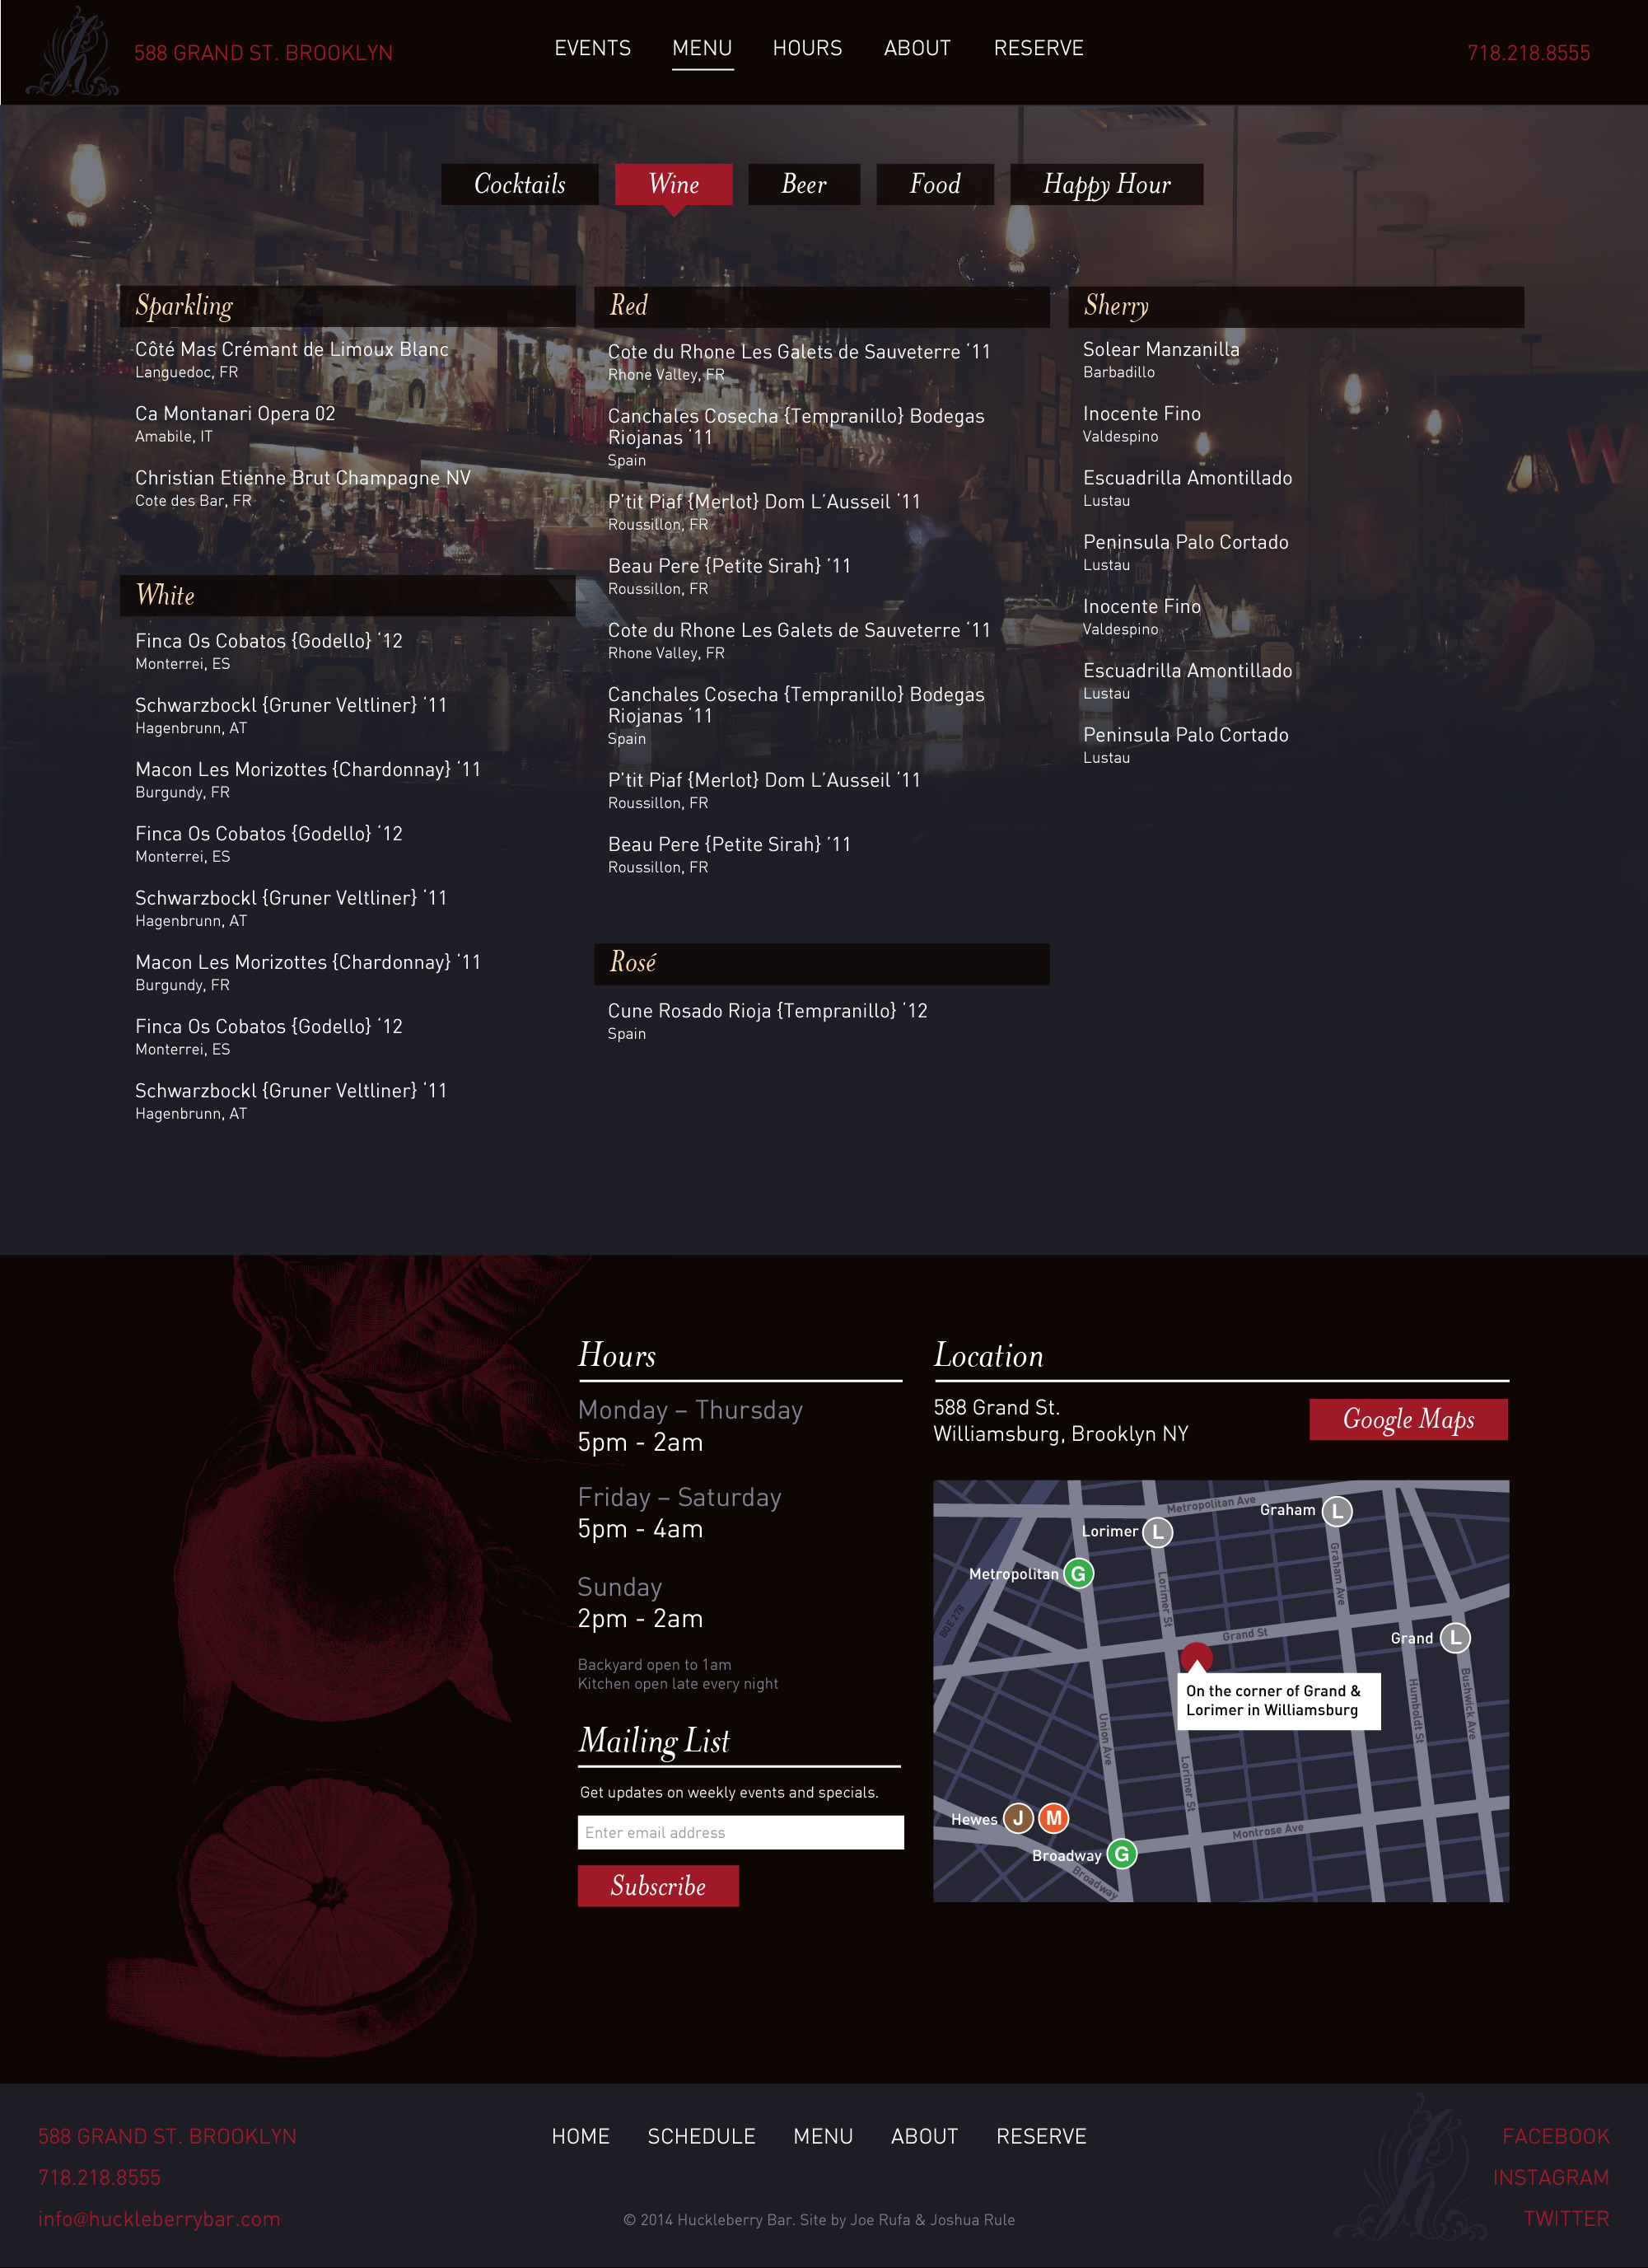 588 GRAND ST. BROOKLYN
EVENTS
MENU
HOURS
ABOUT
RESERVE
718.218.8555
Cocktails
Wine
Beer
Food
Happy Hour
Sparkling
Côté Mas Crémant de Limoux Blanc
Languedoc, FR
Ca Montanari Opera 02
Amabile, IT
Christian Etienne Brut Champagne NV
Cote des Bar, FR
White
Finca Os Cobatos {Godello} ‘12
Monterrei, ES
Schwarzbockl {Gruner Veltliner} ‘11
Hagenbrunn, AT
Macon Les Morizottes {Chardonnay} ‘11
Burgundy, FR
Finca Os Cobatos {Godello} ‘12
Monterrei, ES
Schwarzbockl {Gruner Veltliner} ‘11
Hagenbrunn, AT
Macon Les Morizottes {Chardonnay} ‘11
Burgundy, FR
Finca Os Cobatos {Godello} ‘12
Monterrei, ES
Schwarzbockl {Gruner Veltliner} ‘11
Hagenbrunn, AT
Red
Cote du Rhone Les Galets de Sauveterre ‘11
Rhone Valley, FR
Canchales Cosecha {Tempranillo} Bodegas
Riojanas ‘11
Spain
P’tit Piaf {Merlot} Dom L’Ausseil ‘11
Roussillon, FR
Beau Pere {Petite Sirah} ’11
Roussillon, FR
Cote du Rhone Les Galets de Sauveterre ‘11
Rhone Valley, FR
Canchales Cosecha {Tempranillo} Bodegas
Riojanas ‘11
Spain
P’tit Piaf {Merlot} Dom L’Ausseil ‘11
Roussillon, FR
Beau Pere {Petite Sirah} ’11
Roussillon, FR
Rosé
Cune Rosado Rioja {Tempranillo} ‘12
Spain
Sherry
Solear Manzanilla
Barbadillo
Inocente Fino
Valdespino
Escuadrilla Amontillado
Lustau
Peninsula Palo Cortado
Lustau
Inocente Fino
Valdespino
Escuadrilla Amontillado
Lustau
Peninsula Palo Cortado
Lustau
W
Hours
Monday – Thursday
5pm - 2am
Friday – Saturday
5pm - 4am
Sunday
2pm - 2am
Backyard open to 1am
Kitchen open late every night
Mailing List
Get updates on weekly events and specials.
Enter email address
Subscribe
Location
588 Grand St.
Williamsburg, Brooklyn NY
Google Maps
Metropolitan Ave
Graham L
Lorimer L
Metropolitan G
Lorimer St
Graham Ave
BQE 278
Grand St
Grand L
On the corner of Grand &
Lorimer in Williamsburg
Union Ave
Lorimer St
Humboldt St
Bushwick Ave
Hewes J M
Montrose Ave
Broadway G
Broadway
588 GRAND ST. BROOKLYN
718.218.8555
info@huckleberrybar.com
HOME
SCHEDULE
MENU
ABOUT
RESERVE
© 2014 Huckleberry Bar. Site by Joe Rufa & Joshua Rule
FACEBOOK
INSTAGRAM
TWITTER